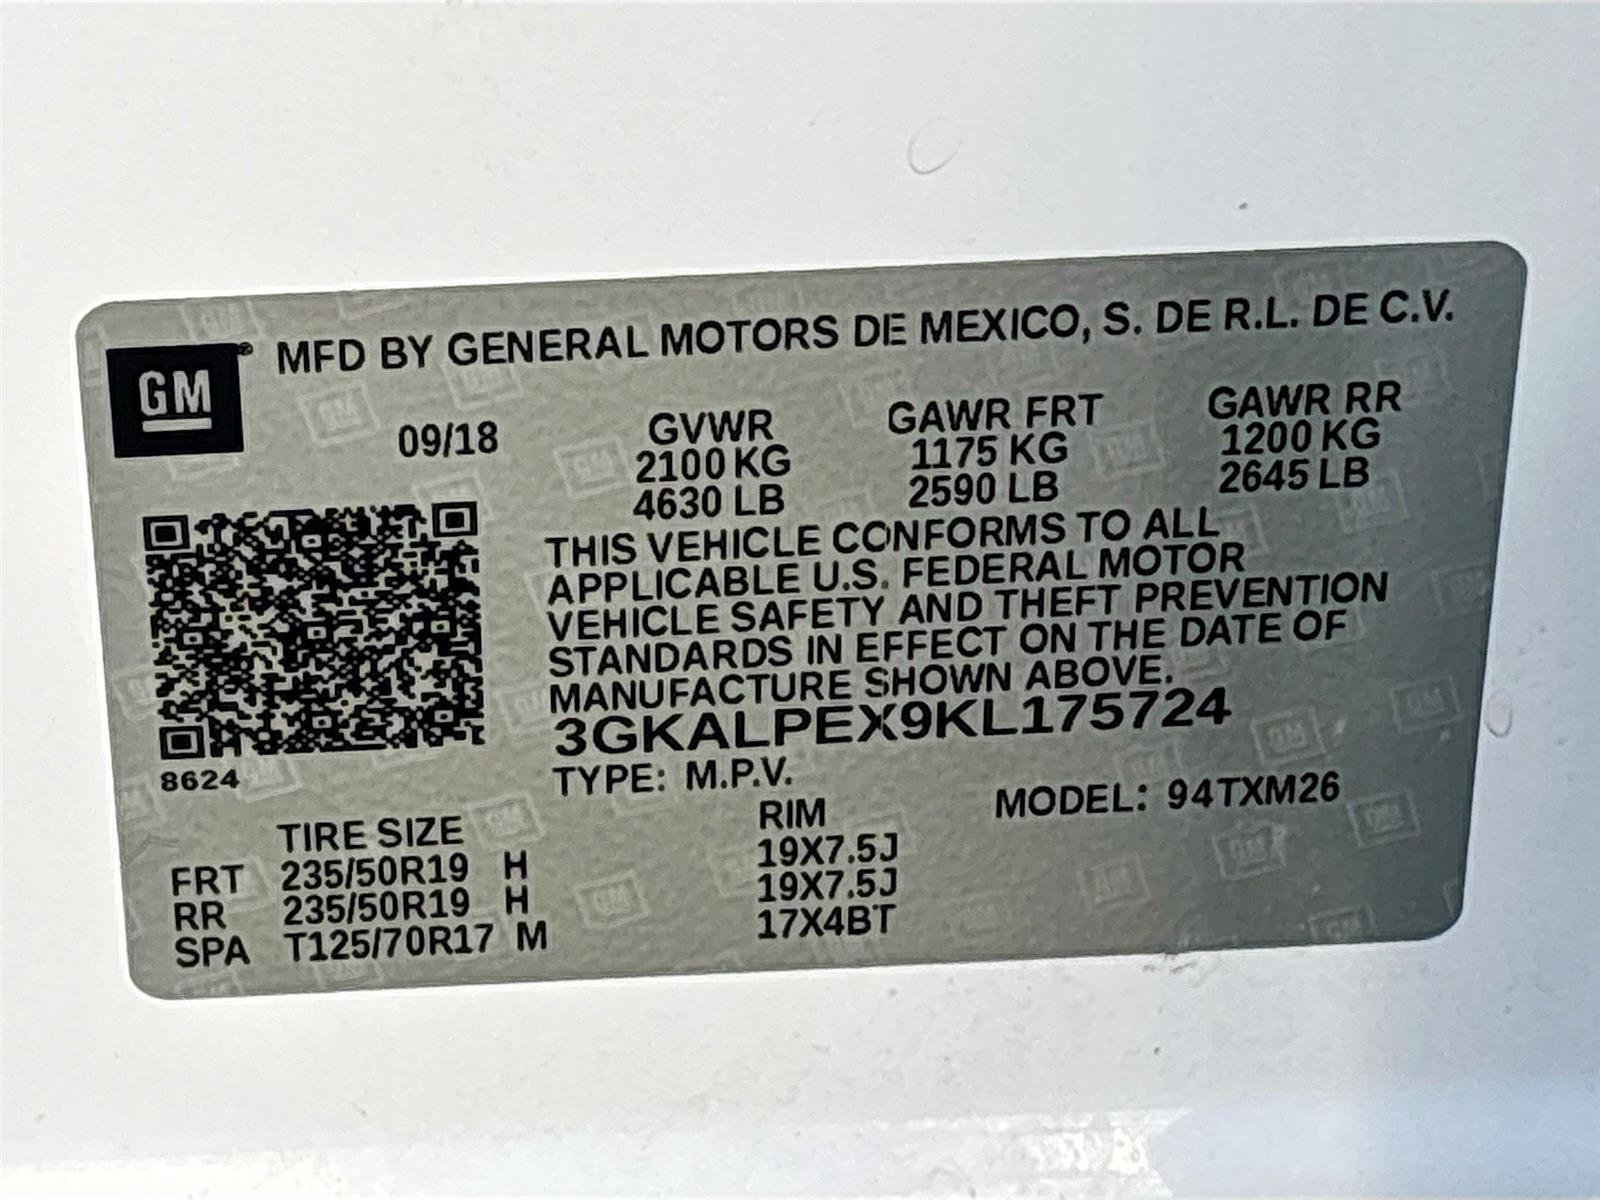 GM® MFD BY GENERAL MOTORS DE MEXICO, S. DE R.L. DE C.V.
09/18 GVWR GAWR FRT GAWR RR
2100 KG 1175 KG 1200 KG
4630 LB 2590 LB 2645 LB
THIS VEHICLE CONFORMS TO ALL
APPLICABLE U.S. FEDERAL MOTOR
VEHICLE SAFETY AND THEFT PREVENTION
STANDARDS IN EFFECT ON THE DATE OF
MANUFACTURE SHOWN ABOVE.
3GKALPEX9KL175724
8624 TYPE: M.P.V. MODEL: 94TXM26
TIRE SIZE RIM
FRT 235/50R19 H 19X7.5J
RR 235/50R19 H 19X7.5J
SPA T125/70R17 M 17X4BT